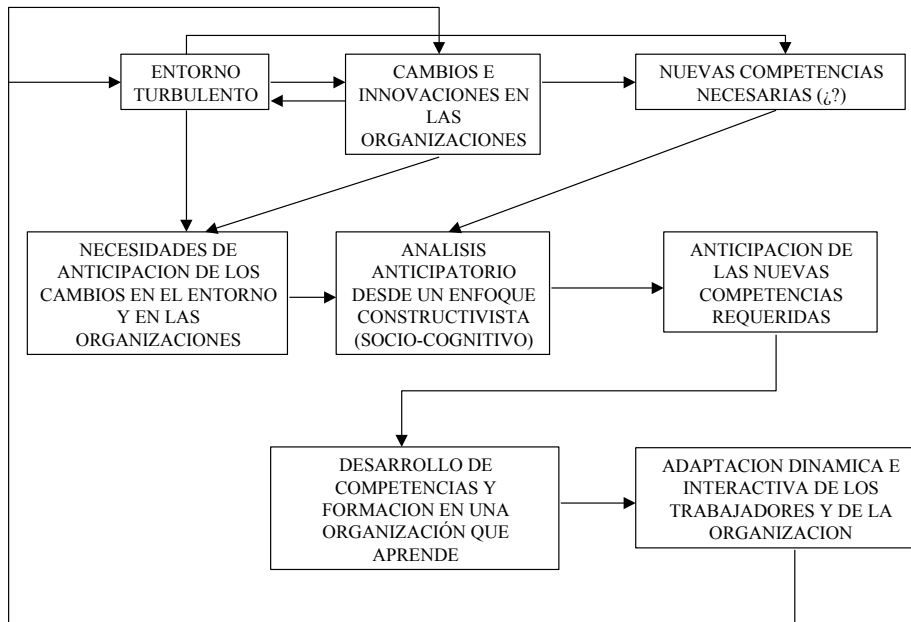 ENTORNO
TURBULENTO
CAMBIOS E
INNOVACIONES EN
LAS
ORGANIZACIONES
NUEVAS COMPETENCIAS
NECESARIAS (¿?)
NECESIDADES DE
ANTICIPACION DE LOS
CAMBIOS EN EL ENTORNO
Y EN LAS
ORGANIZACIONES
ANALISIS
ANTICIPATORIO
DESDE UN ENFOQUE
CONSTRUCTIVISTA
(SOCIO-COGNITIVO)
ANTICIPACION DE
LAS NUEVAS
COMPETENCIAS
REQUERIDAS
DESARROLLO DE
COMPETENCIAS Y
FORMACION EN UNA
ORGANIZACIÓN QUE
APRENDE
ADAPTACION DINAMICA E
INTERACTIVA DE LOS
TRABAJADORES Y DE LA
ORGANIZACION